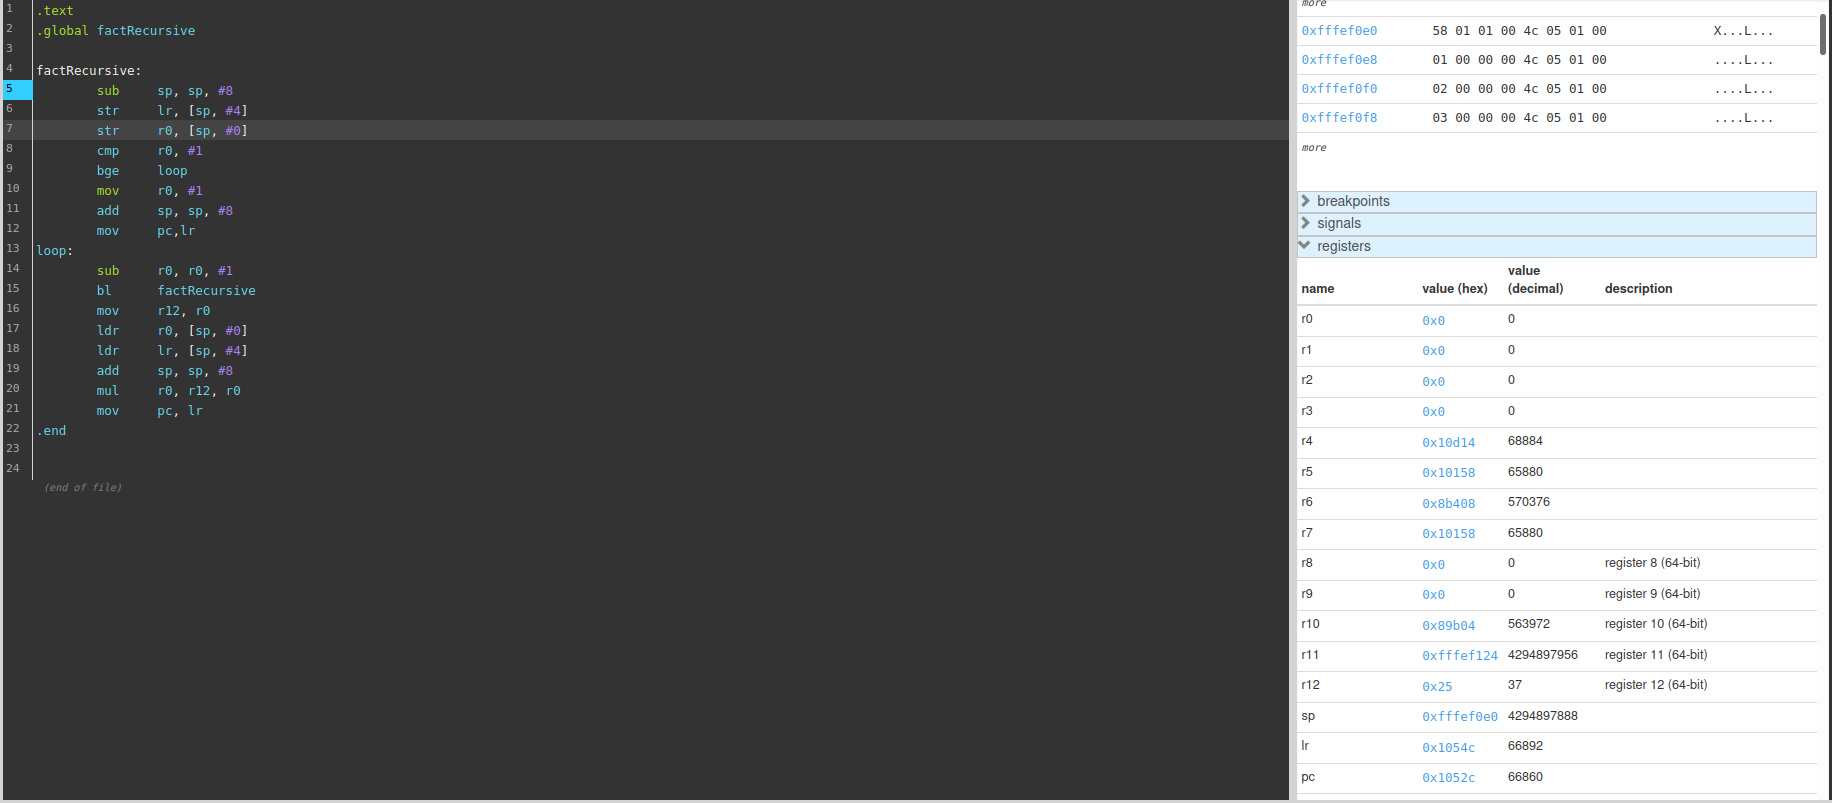 1 .text
2 .global factRecursive
3
4 factRecursive:
5 sub sp, sp, #8
6 str lr, [sp, #4]
7 str r0, [sp, #0]
8 cmp r0, #1
9 bge loop
10 mov r0, #1
11 add sp, sp, #8
12 mov pc,lr
13 loop:
14 sub r0, r0, #1
15 bl factRecursive
16 mov r12, r0
17 ldr r0, [sp, #0]
18 ldr lr, [sp, #4]
19 add sp, sp, #8
20 mul r0, r12, r0
21 mov pc, lr
22 .end
23
24
(end of file)
more
0xfffef0e0 58 01 01 00 4c 05 01 00 X...L...
0xfffef0e8 01 00 00 00 4c 05 01 00 ....L...
0xfffef0f0 02 00 00 00 4c 05 01 00 ....L...
0xfffef0f8 03 00 00 00 4c 05 01 00 ....L...
more
breakpoints
signals
registers
name value (hex) value (decimal) description
r0 0x0 0
r1 0x0 0
r2 0x0 0
r3 0x0 0
r4 0x10d14 68884
r5 0x10158 65880
r6 0x8b408 570376
r7 0x10158 65880
r8 0x0 0 register 8 (64-bit)
r9 0x0 0 register 9 (64-bit)
r10 0x89b04 563972 register 10 (64-bit)
r11 0xfffef124 4294897956 register 11 (64-bit)
r12 0x25 37 register 12 (64-bit)
sp 0xfffef0e0 4294897888
lr 0x1054c 66892
pc 0x1052c 66860